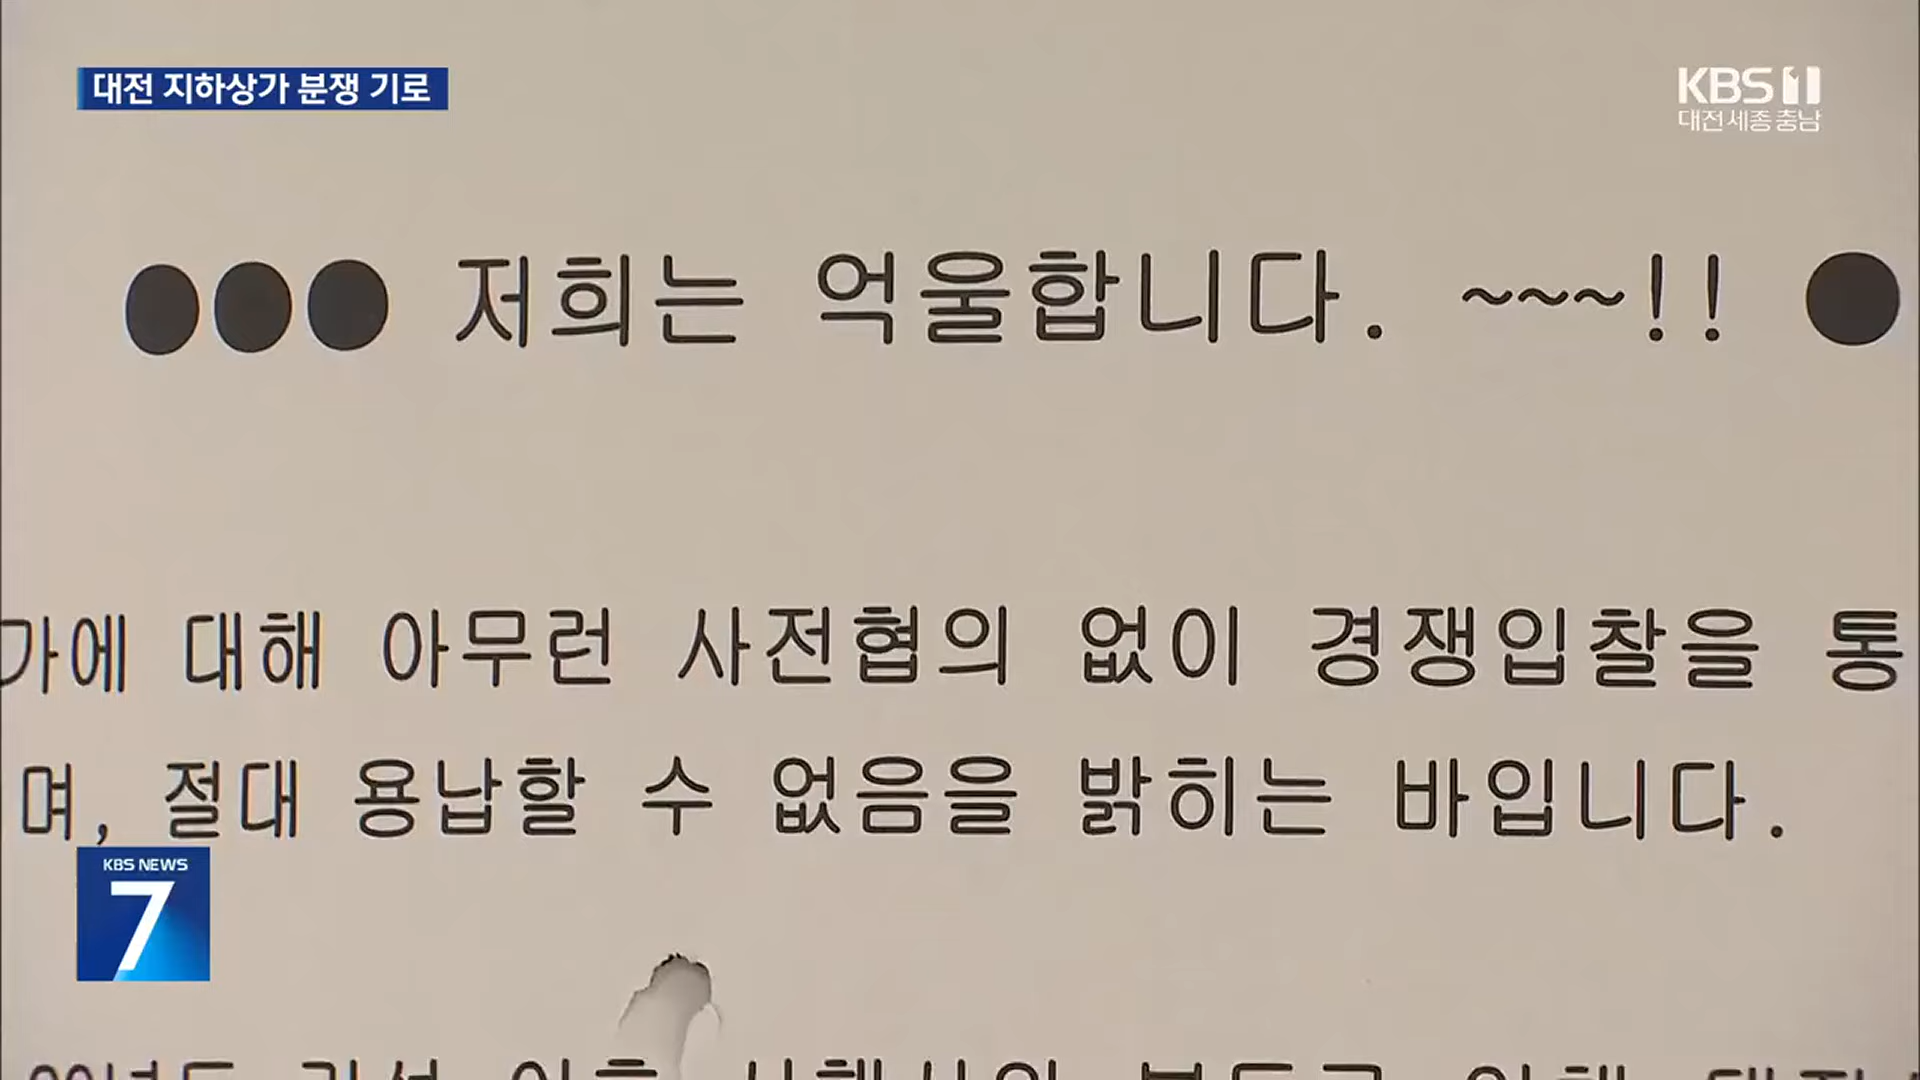 대전 지하상가 분쟁 기로
KBS 1
대전세종충남
●●● 저희는 억울합니다. ~~~!! ●
가에 대해 아무런 사전협의 없이 경쟁입찰을 통
며, 절대 용납할 수 없음을 밝히는 바입니다.
KBS NEWS
7